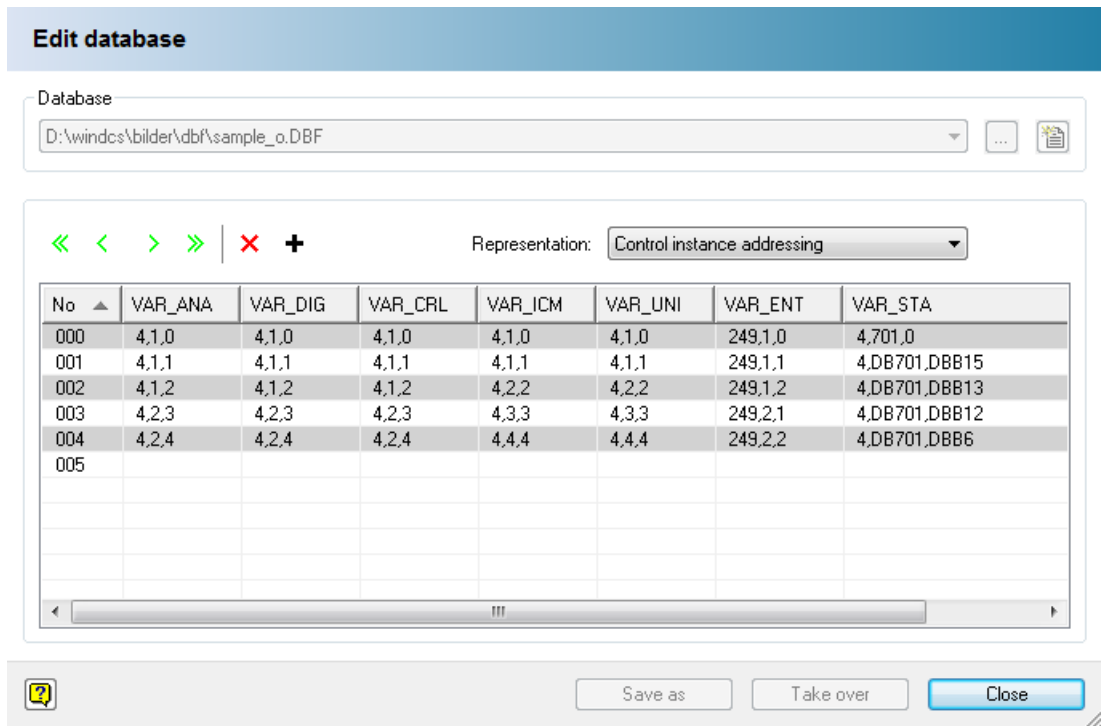 Edit database
Database
D:\windcs\bilder\dbf\sample_o.DBF ...
Representation: Control instance addressing
No VAR_ANA VAR_DIG VAR_CRL VAR_ICM VAR_UNI VAR_ENT VAR_STA
000 4,1,0 4,1,0 4,1,0 4,1,0 4,1,0 249,1,0 4,701,0
001 4,1,1 4,1,1 4,1,1 4,1,1 4,1,1 249,1,1 4,DB701,DBB15
002 4,1,2 4,1,2 4,1,2 4,2,2 4,2,2 249,1,2 4,DB701,DBB13
003 4,2,3 4,2,3 4,2,3 4,3,3 4,3,3 249,2,1 4,DB701,DBB12
004 4,2,4 4,2,4 4,2,4 4,4,4 4,4,4 249,2,2 4,DB701,DBB6
005
? Save as Take over Close